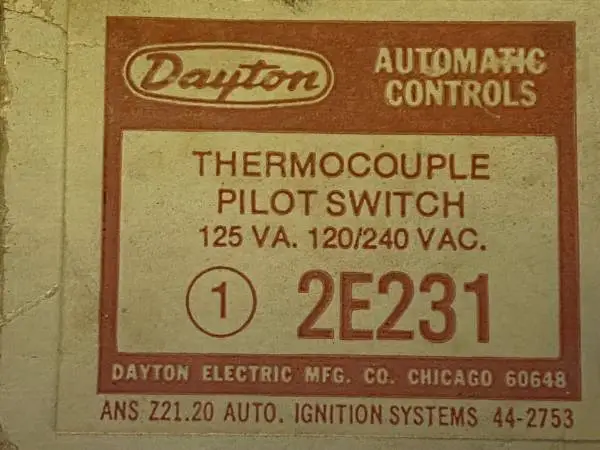 Dayton
AUTOMATIC
CONTROLS
THERMOCOUPLE
PILOT SWITCH
125 VA. 120/240 VAC.
1 2E231
DAYTON ELECTRIC MFG. CO. CHICAGO 60648
ANS Z21.20 AUTO. IGNITION SYSTEMS 44-2753